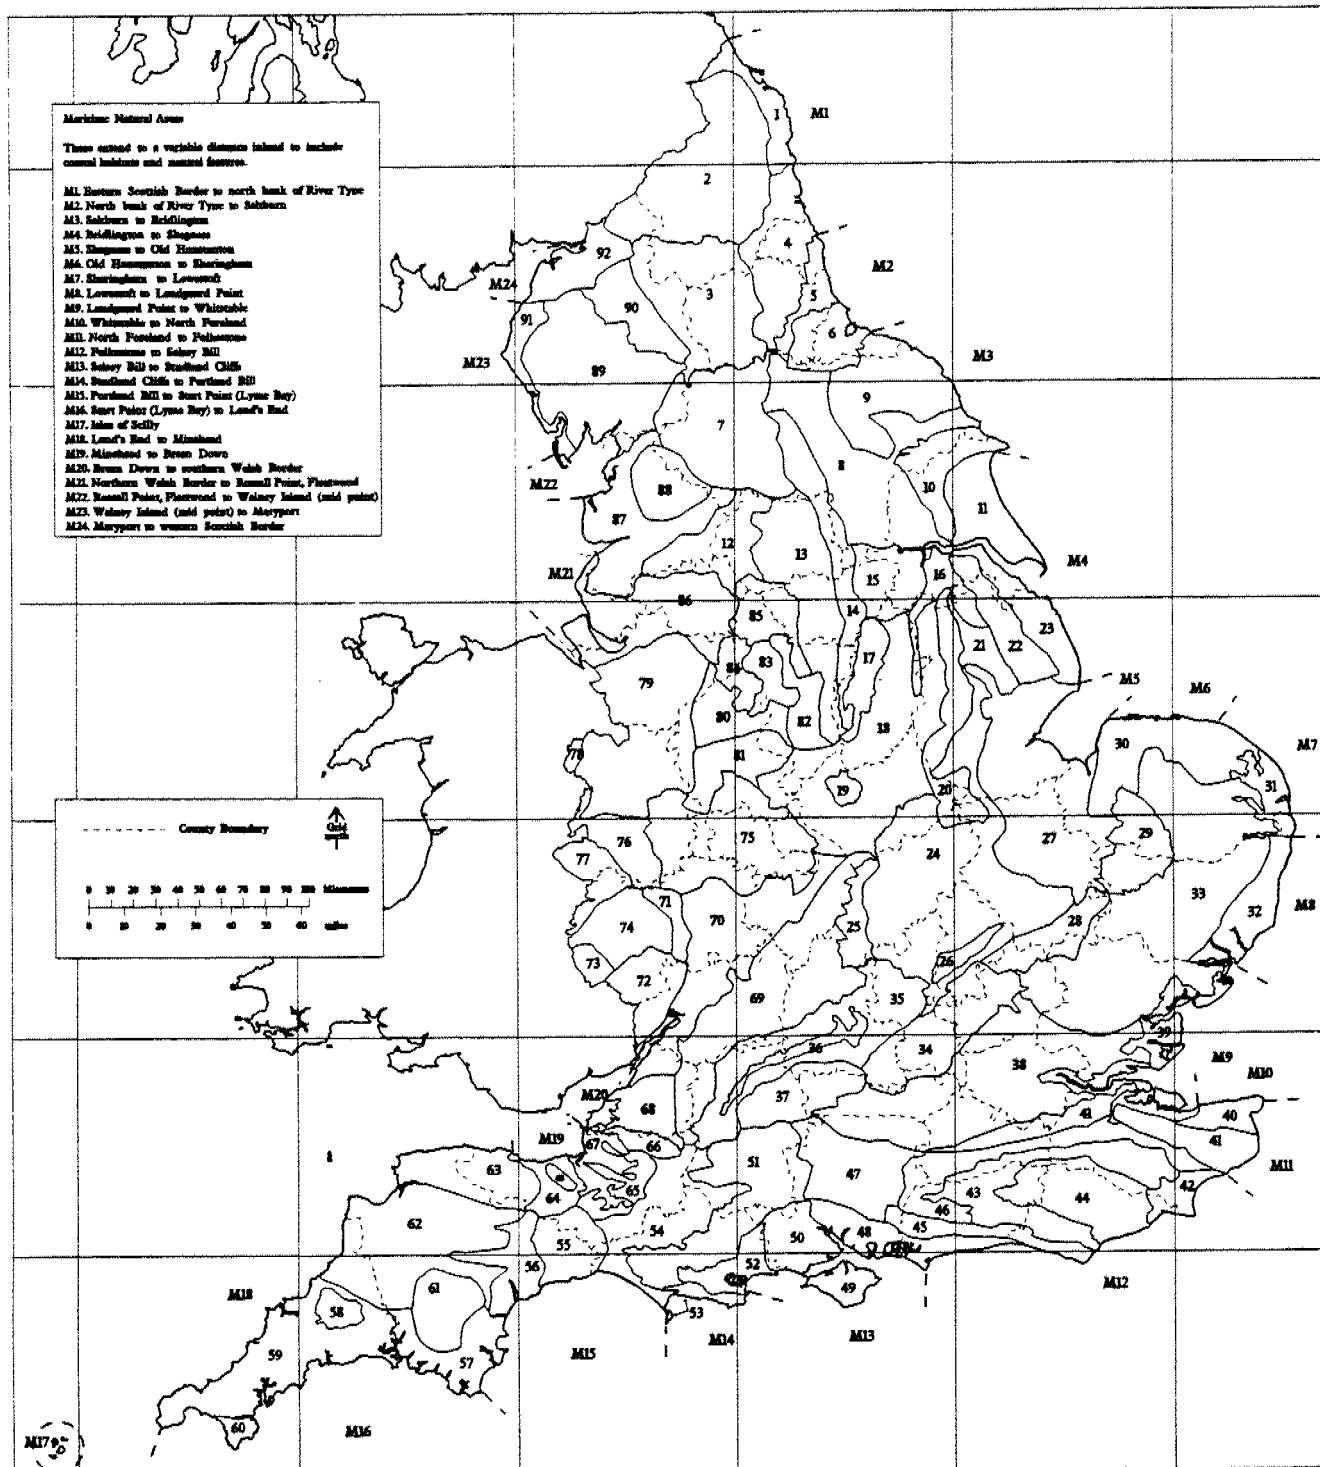 Maritime Natural Areas
These extend to a variable distance inland to include
coastal habitats and natural features.
M1. Eastern Scottish Border to north bank of River Tyne
M2. North bank of River Tyne to Saltburn
M3. Saltburn to Bridlington
M4. Bridlington to Skegness
M5. Skegness to Old Hunstanton
M6. Old Hunstanton to Sheringham
M7. Sheringham to Lowestoft
M8. Lowestoft to Landguard Point
M9. Landguard Point to Whitstable
M10. Whitstable to North Foreland
M11. North Foreland to Folkestone
M12. Folkestone to Selsey Bill
M13. Selsey Bill to Studland Cliffs
M14. Studland Cliffs to Portland Bill
M15. Portland Bill to Start Point (Lyme Bay)
M16. Start Point (Lyme Bay) to Land's End
M17. Isles of Scilly
M18. Land's End to Minehead
M19. Minehead to Brean Down
M20. Brean Down to southern Welsh Border
M21. Northern Welsh Border to Rossall Point, Fleetwood
M22. Rossall Point, Fleetwood to Walney Island (mid point)
M23. Walney Island (mid point) to Maryport
M24. Maryport to western Scottish Border
1 M1
2
4
92 M2
M24
3 5
90
91 6
M23 M3
89
9
7
8
M22 88 10
11
87
12 13
M21 M4
15 16
86 85 14
23
21 22
84 83 17
79 M5 M6
80 82 18
30 M7
78 81
19 20 31
76 75 24 27 29
77
71 33
70 25 28 32 M8
74
73 26
72 69 35
39
36 34
38 M9
M10
M20 37
68 41 40
M19 67 66 41
63 51 M11
65 47 43 44 42
64 46
62 54 48 45
55 50
56 52
61 49 M12
M18 58
53
M14 M13
59 57 M15
60
M17 M16
County Boundary
Grid
north
0 10 20 30 40 50 60 70 80 90 100 kilometres
0 10 20 30 40 50 60 miles